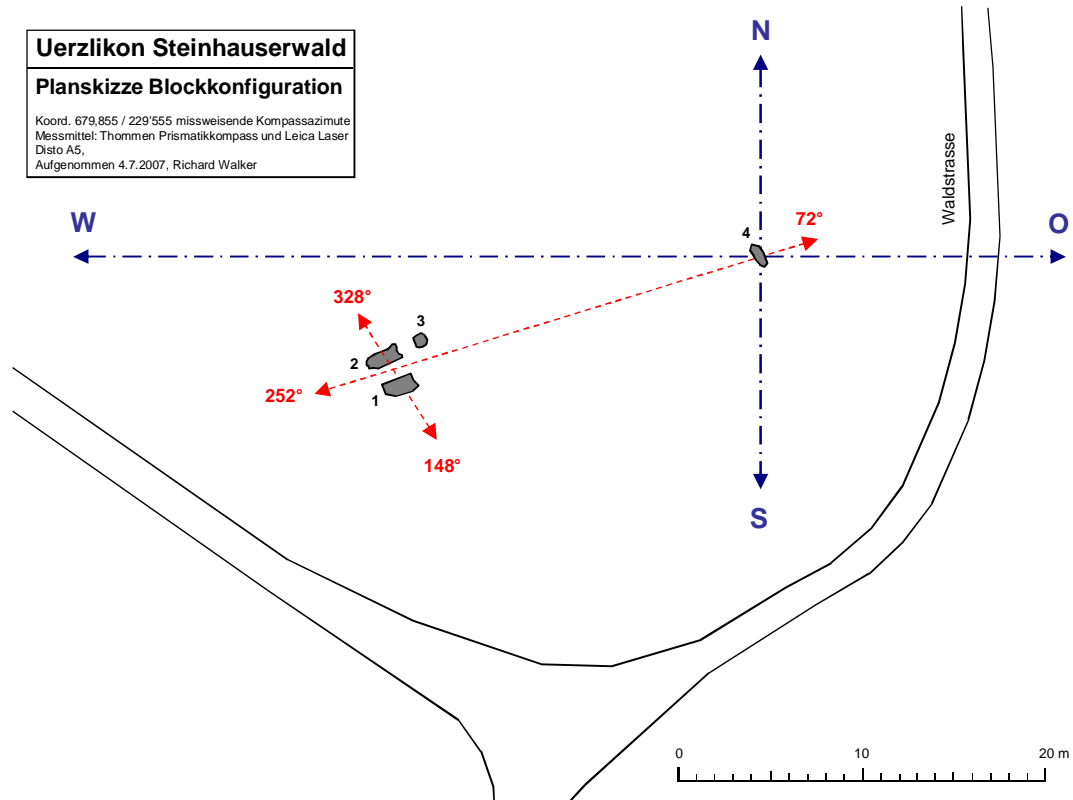 Uerzlikon Steinhauserwald
Planskizze Blockkonfiguration
Koord. 679,855 / 229'555 missweisende Kompassazimute
Messmittel: Thommen Prismatikkompass und Leica Laser
Disto A5,
Aufgenommen 4.7.2007, Richard Walker
N
Waldstrasse
W
O
72°
4
328°
3
2
252°
1
148°
S
0
10
20 m